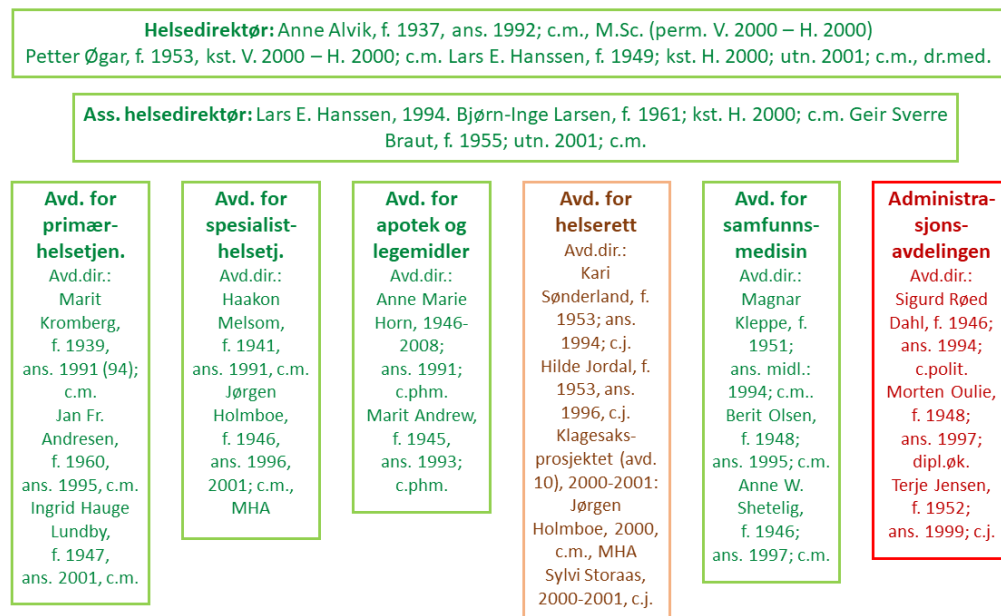 Helsedirektør: Anne Alvik, f. 1937, ans. 1992; c.m., M.Sc. (perm. V. 2000 – H. 2000)
Petter Øgar, f. 1953, kst. V. 2000 – H. 2000; c.m. Lars E. Hanssen, f. 1949; kst. H. 2000; utn. 2001; c.m., dr.med.
Ass. helsedirektør: Lars E. Hanssen, 1994. Bjørn-Inge Larsen, f. 1961; kst. H. 2000; c.m. Geir Sverre
Braut, f. 1955; utn. 2001; c.m.
Avd. for
primær-
helsetjen.
Avd.dir.:
Marit
Kromberg,
f. 1939,
ans. 1991 (94);
c.m.
Jan Fr.
Andresen,
f. 1960,
ans. 1995, c.m.
Ingrid Hauge
Lundby,
f. 1947,
ans. 2001, c.m.
Avd. for
spesialist-
helsetj.
Avd.dir.:
Haakon
Melsom,
f. 1941,
ans. 1991, c.m.
Jørgen
Holmboe,
f. 1946,
ans. 1996,
2001; c.m.,
MHA
Avd. for
apotek og
legemidler
Avd.dir.:
Anne Marie
Horn, 1946-
2008;
ans. 1991;
c.phm.
Marit Andrew,
f. 1945,
ans. 1993;
c.phm.
Avd. for
helserett
Avd.dir.:
Kari
Sønderland, f.
1953; ans.
1994; c.j.
Hilde Jordal, f.
1953, ans.
1996, c.j.
Klagesaks-
prosjektet (avd.
10), 2000-2001:
Jørgen
Holmboe, 2000,
c.m., MHA
Sylvi Storaas,
2000-2001, c.j.
Avd. for
samfunns-
medisin
Avd.dir.:
Magnar
Kleppe, f.
1951;
ans. midl.:
1994; c.m..
Berit Olsen,
f. 1948;
ans. 1995; c.m.
Anne W.
Shetelig,
f. 1946;
ans. 1997; c.m.
Administra-
sjons-
avdelingen
Avd.dir.:
Sigurd Røed
Dahl, f. 1946;
ans. 1994;
c.polit.
Morten Oulie,
f. 1948;
ans. 1997;
dipl.øk.
Terje Jensen,
f. 1952;
ans. 1999; c.j.